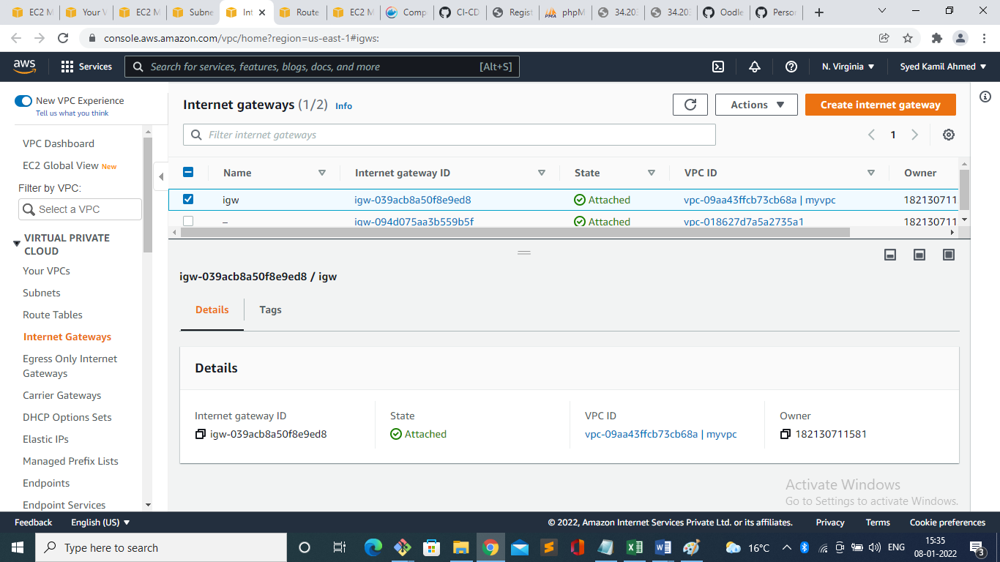 EC2 M
Your V
EC2 M
Subne
Int
Route
EC2 M
Comp
CI-CD
Regist
phpM
34.203
34.203
Oodle
Person
console.aws.amazon.com/vpc/home?region=us-east-1#igws:
aws
Services
Search for services, features, blogs, docs, and more [Alt+S]
N. Virginia
Syed Kamil Ahmed
New VPC Experience
Tell us what you think
VPC Dashboard
EC2 Global View New
Filter by VPC:
Select a VPC
VIRTUAL PRIVATE
CLOUD
Your VPCs
Subnets
Route Tables
Internet Gateways
Egress Only Internet
Gateways
Carrier Gateways
DHCP Option Sets
Elastic IPs
Managed Prefix Lists
Endpoints
Endpoint Services
Internet gateways (1/2) Info
Actions
Create internet gateway
Filter internet gateways
1
Name Internet gateway ID State VPC ID Owner
igw igw-039acb8a50f8e9ed8 Attached vpc-09aa43ffcb73cb68a | myvpc 182130711
– igw-094d075aa3b559b5f Attached vpc-018627d7a5a2735a1 182130711
igw-039acb8a50f8e9ed8 / igw
Details Tags
Details
Internet gateway ID State VPC ID Owner
igw-039acb8a50f8e9ed8 Attached vpc-09aa43ffcb73cb68a | myvpc 182130711581
Activate Windows
Go to Settings to activate Windows.
Feedback English (US) © 2022, Amazon Internet Services Private Ltd. or its affiliates. Privacy Terms Cookie preferences
Type here to search
16°C
ENG
15:35
08-01-2022
3